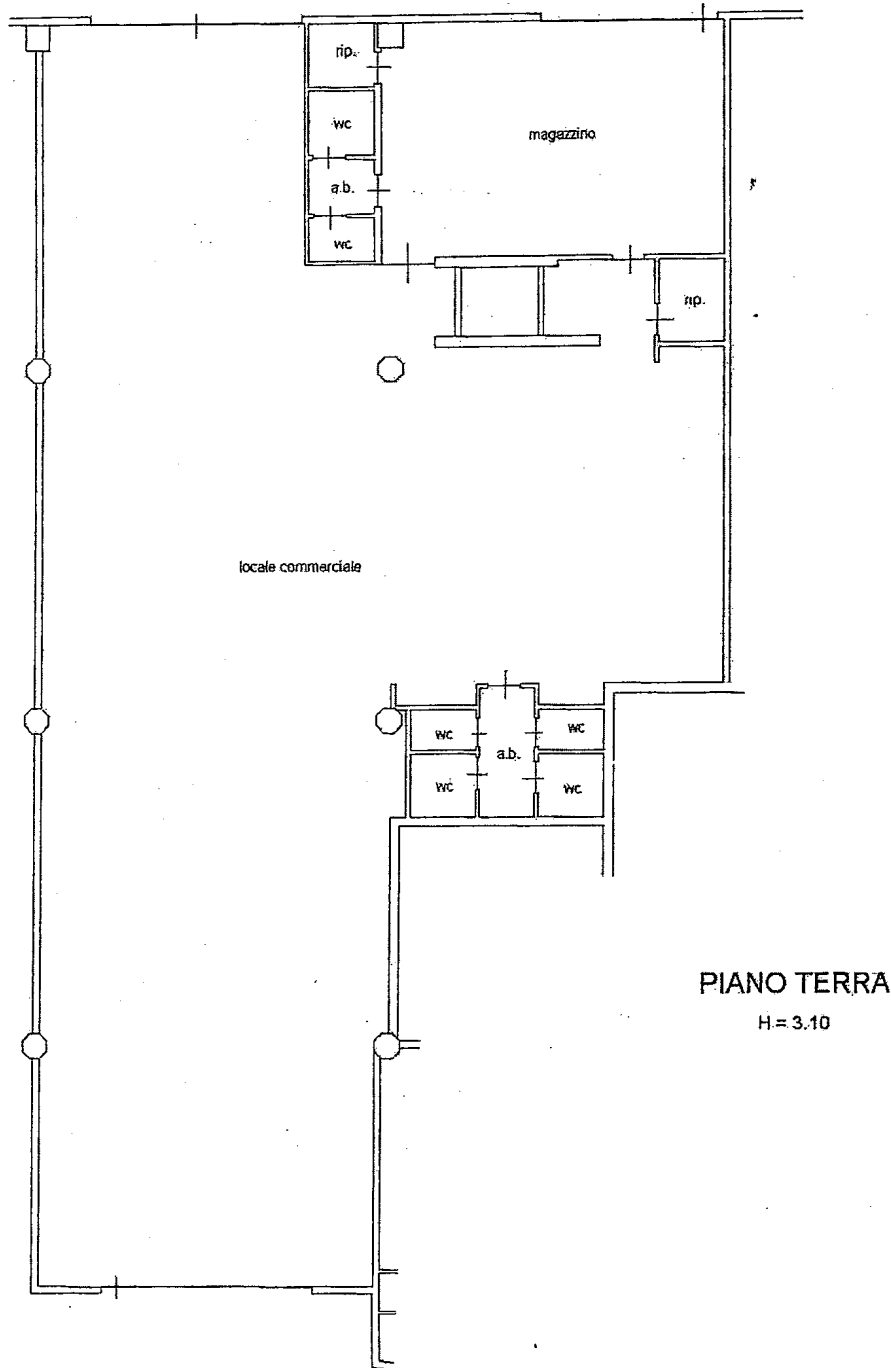 rip.
wc
magazzino
a.b.
wc
rip.
locale commerciale
wc
wc
a.b.
wc
wc
PIANO TERRA
H = 3.10